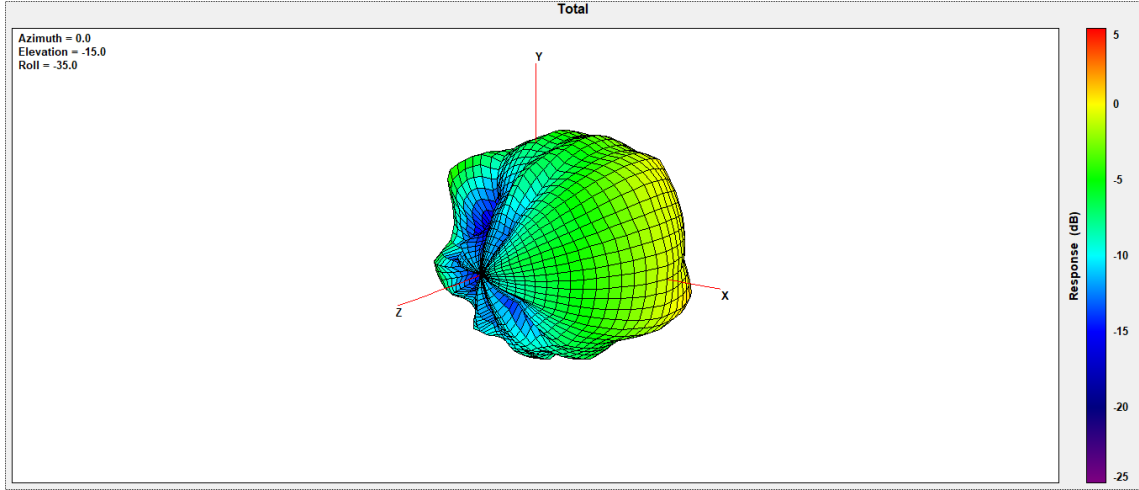 Total
Azimuth = 0.0
Elevation = -15.0
Roll = -35.0
Y
X
Z
5
0
-5
-10
-15
-20
-25
Response (dB)